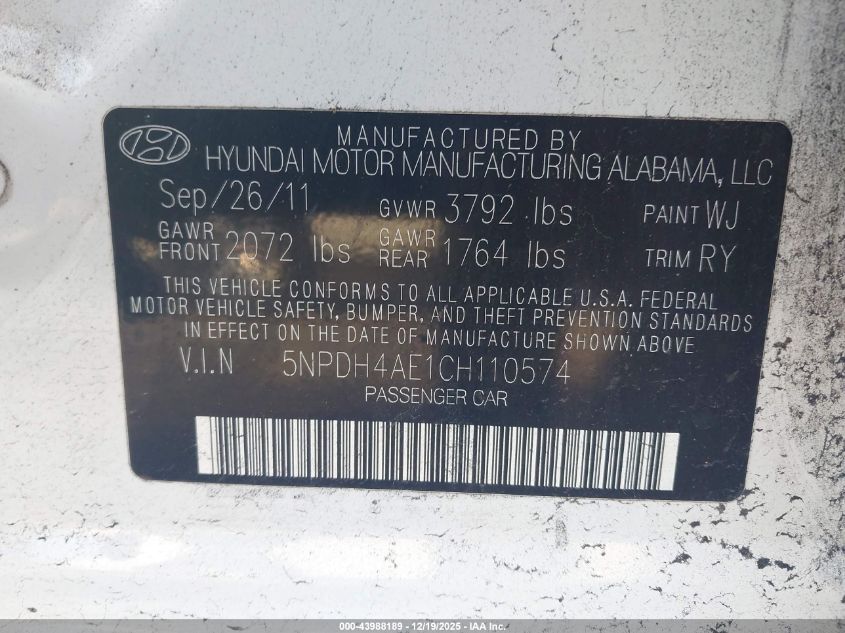 MANUFACTURED BY
HYUNDAI MOTOR MANUFACTURING ALABAMA, LLC
Sep/26/11 GVWR 3792 lbs PAINT WJ
GAWR FRONT 2072 lbs GAWR REAR 1764 lbs TRIM RY
THIS VEHICLE CONFORMS TO ALL APPLICABLE U.S.A. FEDERAL
MOTOR VEHICLE SAFETY, BUMPER, AND THEFT PREVENTION STANDARDS
IN EFFECT ON THE DATE OF MANUFACTURE SHOWN ABOVE
V.I.N 5NPDH4AE1CH110574
PASSENGER CAR
000-43988189 - 12/19/2025 - IAA Inc.